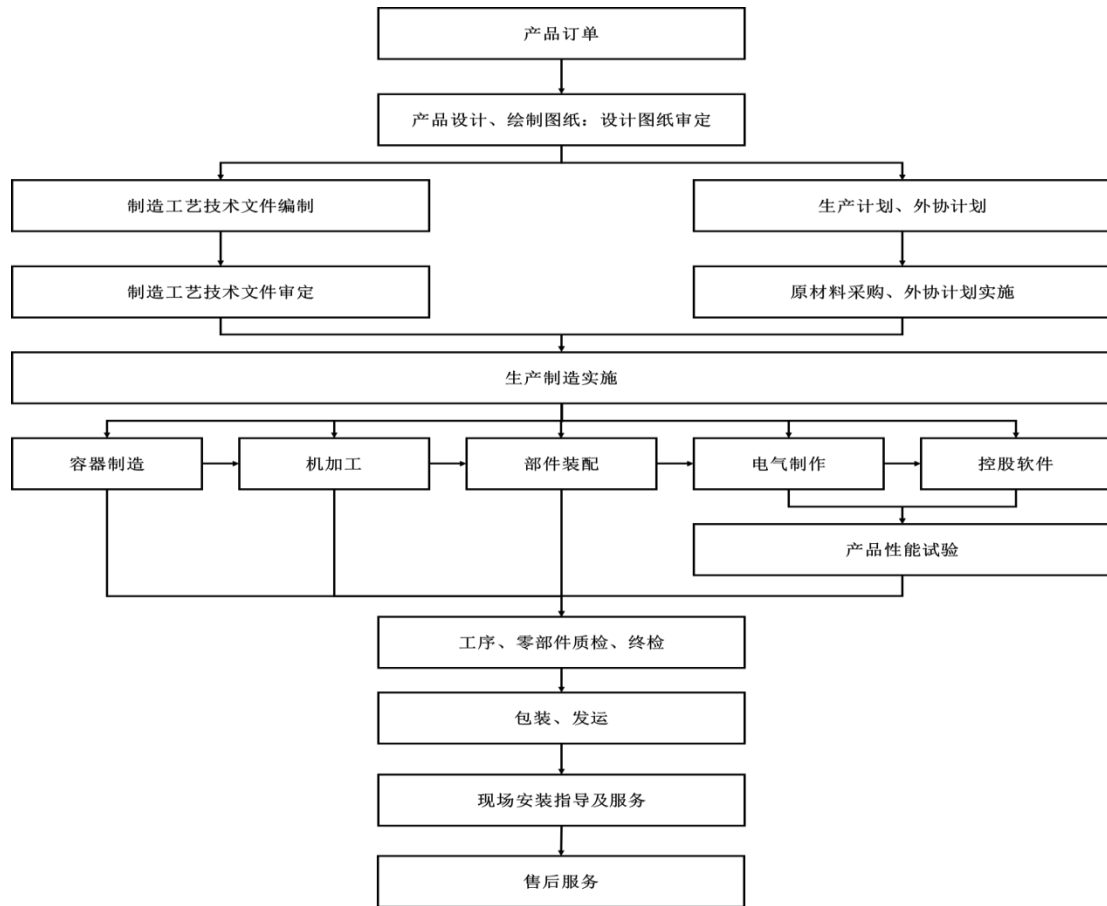 产品订单
产品设计、绘制图纸：设计图纸审定
制造工艺技术文件编制
生产计划、外协计划
制造工艺技术文件审定
原材料采购、外协计划实施
生产制造实施
容器制造
机加工
部件装配
电气制作
控股软件
产品性能试验
工序、零部件质检、终检
包装、发运
现场安装指导及服务
售后服务